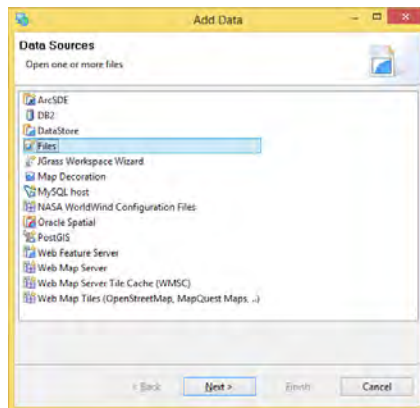 Add Data
Data Sources
Open one or more files
ArcSDE
DB2
DataStore
Files
JGrass Workspace Wizard
Map Decoration
MySQL host
NASA WorldWind Configuration Files
Oracle Spatial
PostGIS
Web Feature Server
Web Map Server
Web Map Server Tile Cache (WMSC)
Web Map Tiles (OpenStreetMap, MapQuest Maps, ..)
< Back Next > Finish Cancel